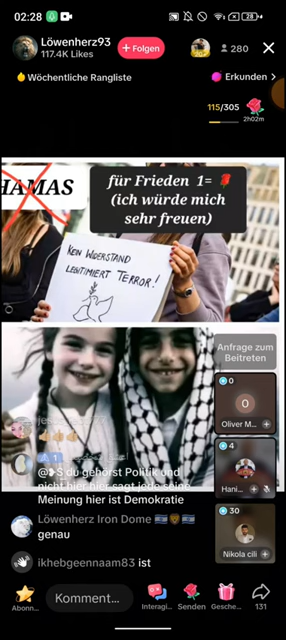 02:28
28
Löwenherz93
117.4K Likes
+ Folgen
280
Wöchentliche Rangliste
Erkunden
115/305
2h02m
HAMAS
für Frieden 1= 🌹
(ich würde mich
sehr freuen)
KEIN WIDERSTAND
LEGITIMIERT TERROR!
Anfrage zum
Beitreten
0
O
Oliver M...
4
Hani...
30
Nikola cili
👍🏼👍🏼👍🏼
du gehörst Politik und
nicht hier hier sagt jede seine
Meinung hier ist Demokratie
Löwenherz Iron Dome 🇮🇱🦁🇮🇱
genau
ikhebgeennaam83 ist
Abonn...
Komment...
Interagi...
Senden
Gesche...
131